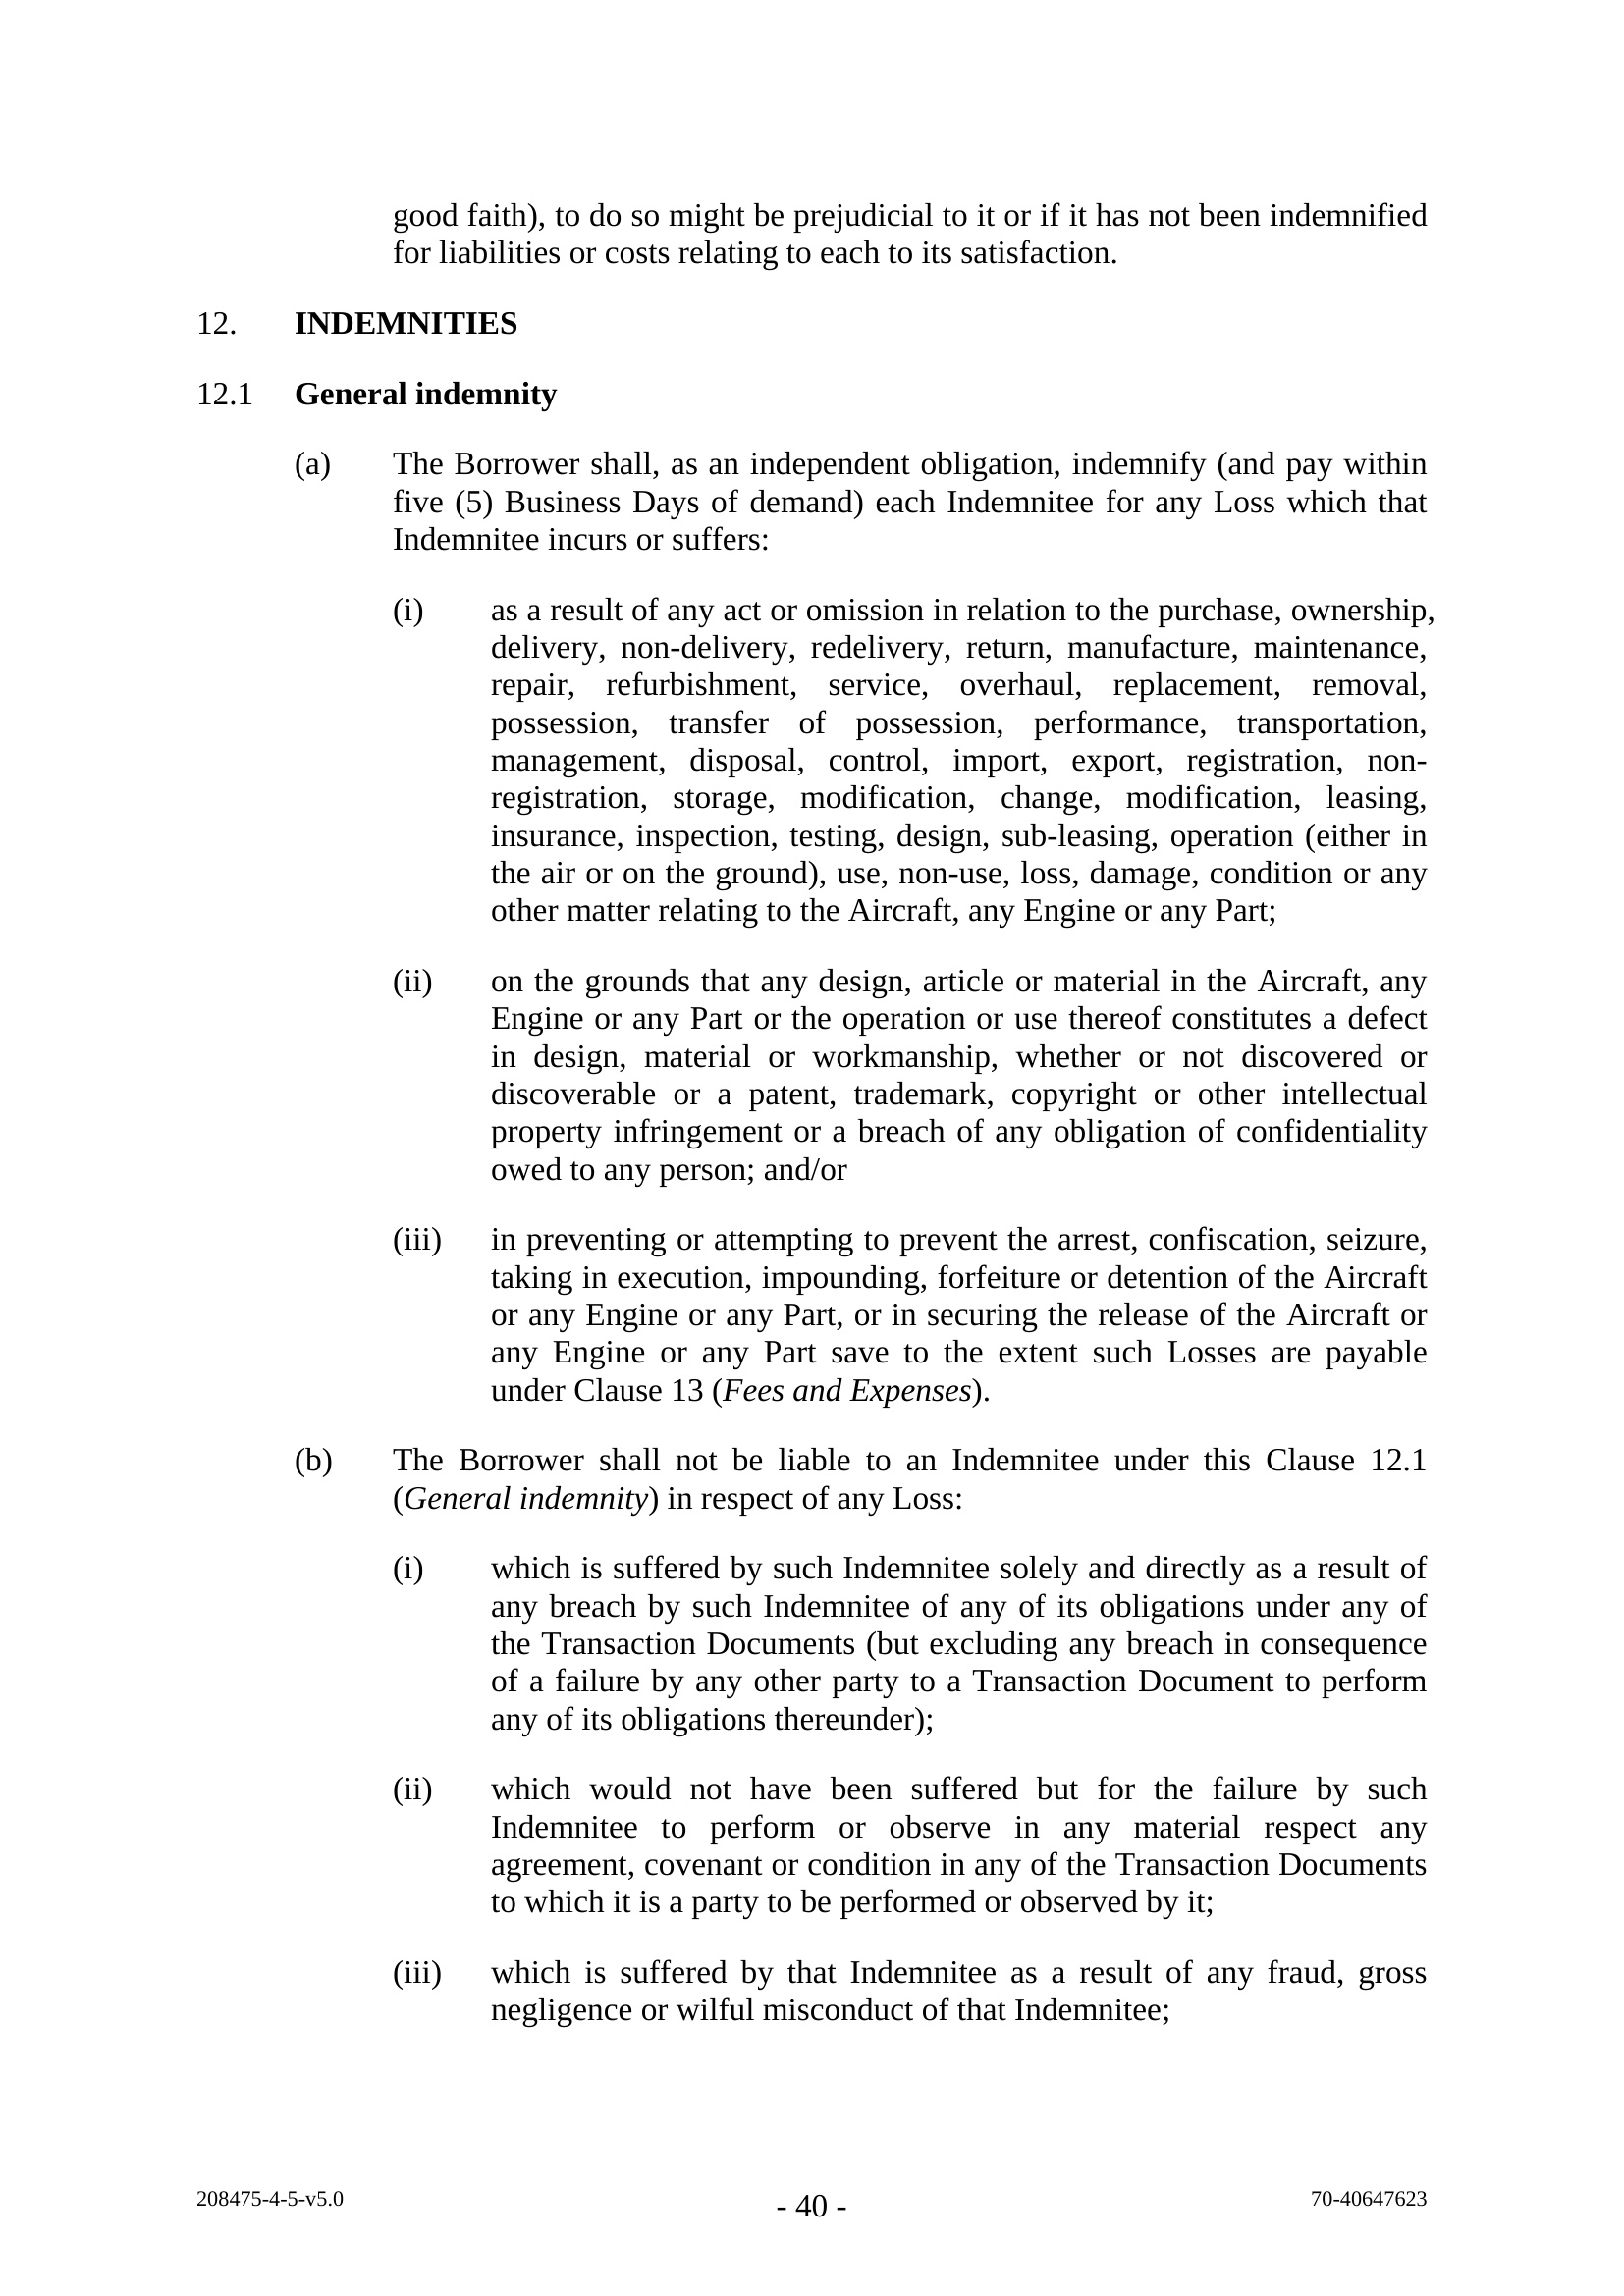 good faith), to do so might be prejudicial to it or if it has not been indemnified
for liabilities or costs relating to each to its satisfaction.
12. INDEMNITIES
12.1 General indemnity
(a) The Borrower shall, as an independent obligation, indemnify (and pay within
five (5) Business Days of demand) each Indemnitee for any Loss which that
Indemnitee incurs or suffers:
(i) as a result of any act or omission in relation to the purchase, ownership,
delivery, non-delivery, redelivery, return, manufacture, maintenance,
repair, refurbishment, service, overhaul, replacement, removal,
possession, transfer of possession, performance, transportation,
management, disposal, control, import, export, registration, non-
registration, storage, modification, change, modification, leasing,
insurance, inspection, testing, design, sub-leasing, operation (either in
the air or on the ground), use, non-use, loss, damage, condition or any
other matter relating to the Aircraft, any Engine or any Part;
(ii) on the grounds that any design, article or material in the Aircraft, any
Engine or any Part or the operation or use thereof constitutes a defect
in design, material or workmanship, whether or not discovered or
discoverable or a patent, trademark, copyright or other intellectual
property infringement or a breach of any obligation of confidentiality
owed to any person; and/or
(iii) in preventing or attempting to prevent the arrest, confiscation, seizure,
taking in execution, impounding, forfeiture or detention of the Aircraft
or any Engine or any Part, or in securing the release of the Aircraft or
any Engine or any Part save to the extent such Losses are payable
under Clause 13 (Fees and Expenses).
(b) The Borrower shall not be liable to an Indemnitee under this Clause 12.1
(General indemnity) in respect of any Loss:
(i) which is suffered by such Indemnitee solely and directly as a result of
any breach by such Indemnitee of any of its obligations under any of
the Transaction Documents (but excluding any breach in consequence
of a failure by any other party to a Transaction Document to perform
any of its obligations thereunder);
(ii) which would not have been suffered but for the failure by such
Indemnitee to perform or observe in any material respect any
agreement, covenant or condition in any of the Transaction Documents
to which it is a party to be performed or observed by it;
(iii) which is suffered by that Indemnitee as a result of any fraud, gross
negligence or wilful misconduct of that Indemnitee;
208475-4-5-v5.0 - 40 - 70-40647623